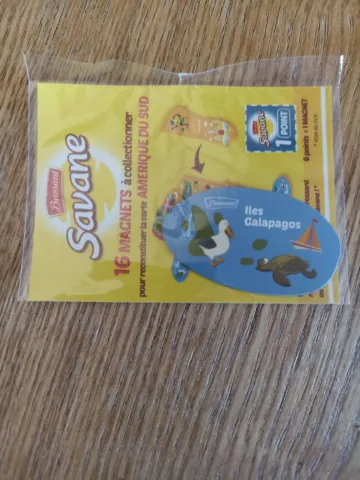 Brossard
Savane
16 MAGNETS à collectionner
pour reconstituer la carte AMÉRIQUE DU SUD
Brossard
Iles
Galapagos
Savane
1 POINT
6 points = 1 MAGNET